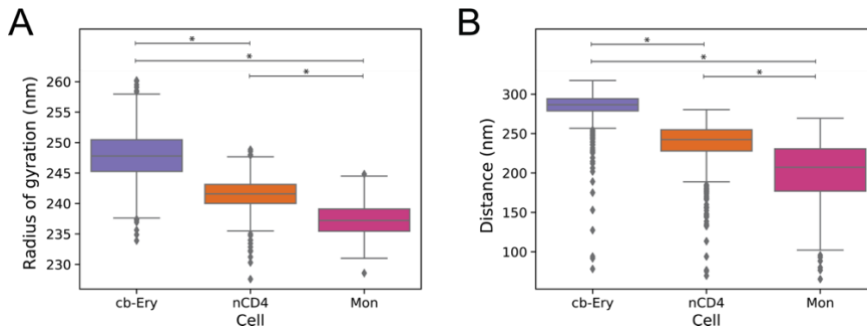 A
*
*
*
Radius of gyration (nm)
260
255
250
245
240
235
230
cb-Ery
nCD4
Mon
Cell
B
*
*
*
Distance (nm)
300
250
200
150
100
cb-Ery
nCD4
Mon
Cell